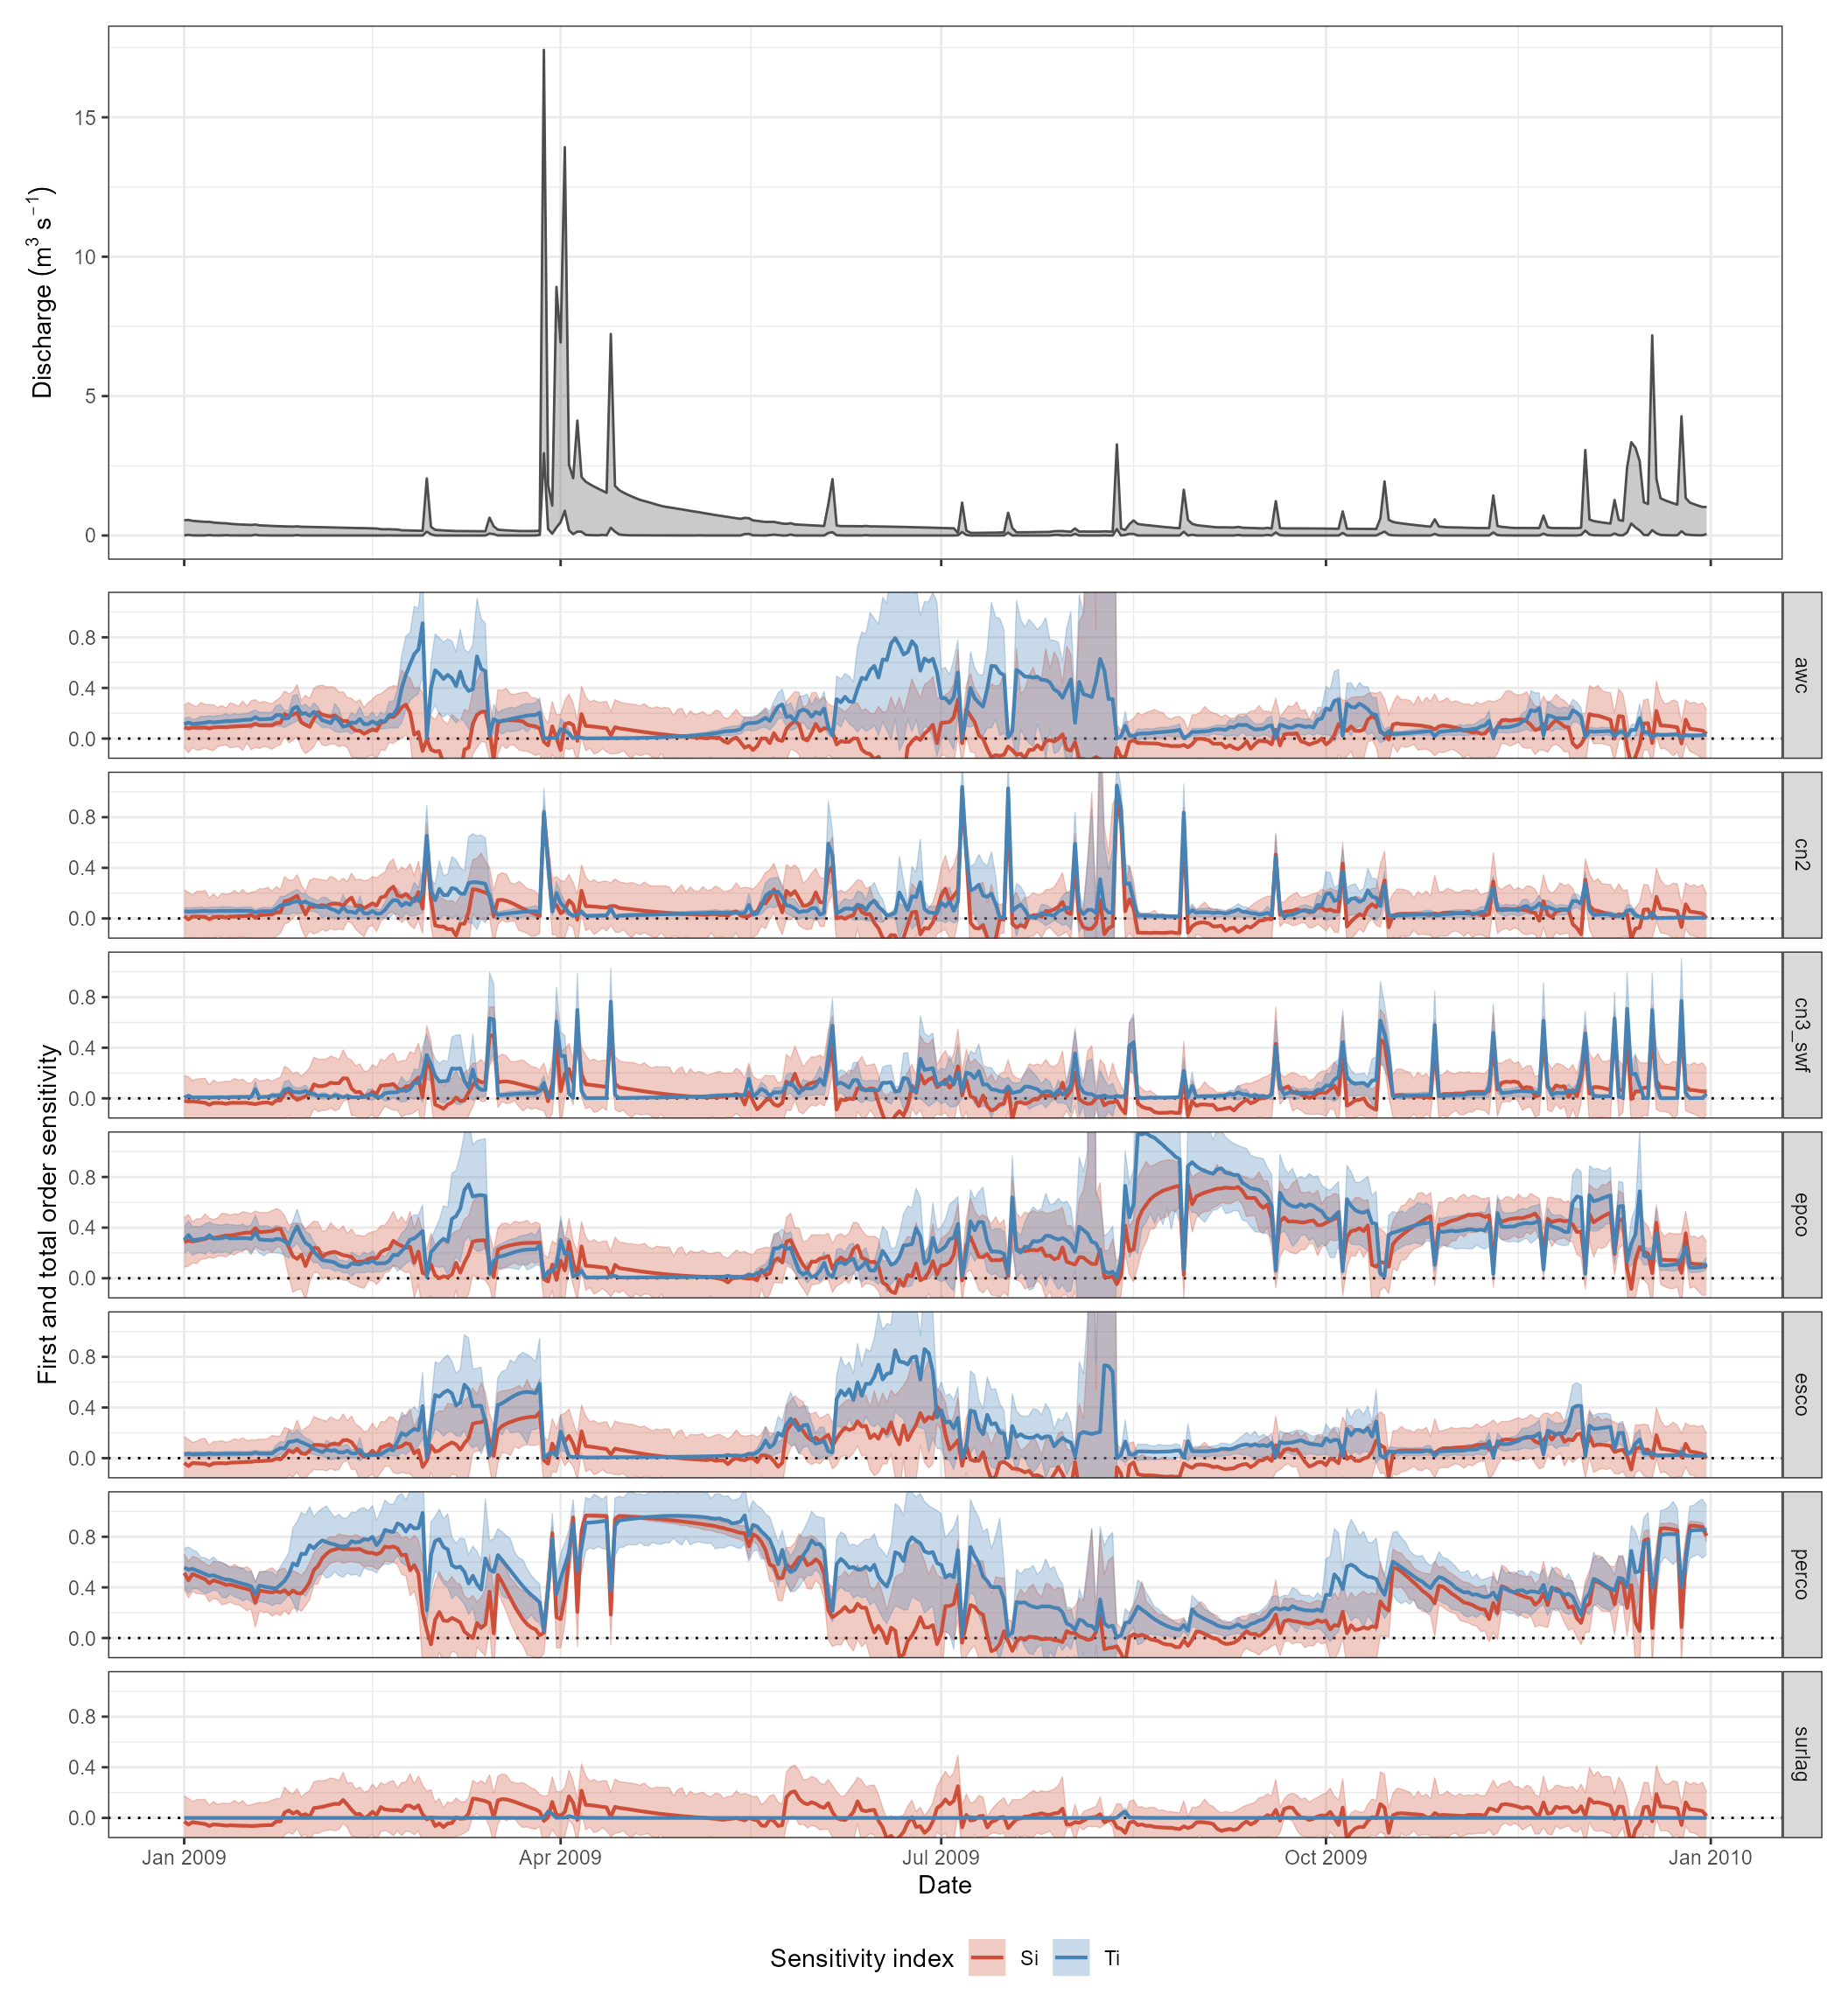 Discharge (m³ s⁻¹)
15
10
5
0
First and total order sensitivity
0.8
0.4
0.0
awc
0.8
0.4
0.0
cn2
0.8
0.4
0.0
cn3_swf
0.8
0.4
0.0
epco
0.8
0.4
0.0
esco
0.8
0.4
0.0
perco
0.8
0.4
0.0
surlag
Jan 2009
Apr 2009
Jul 2009
Oct 2009
Jan 2010
Date
Sensitivity index Si Ti